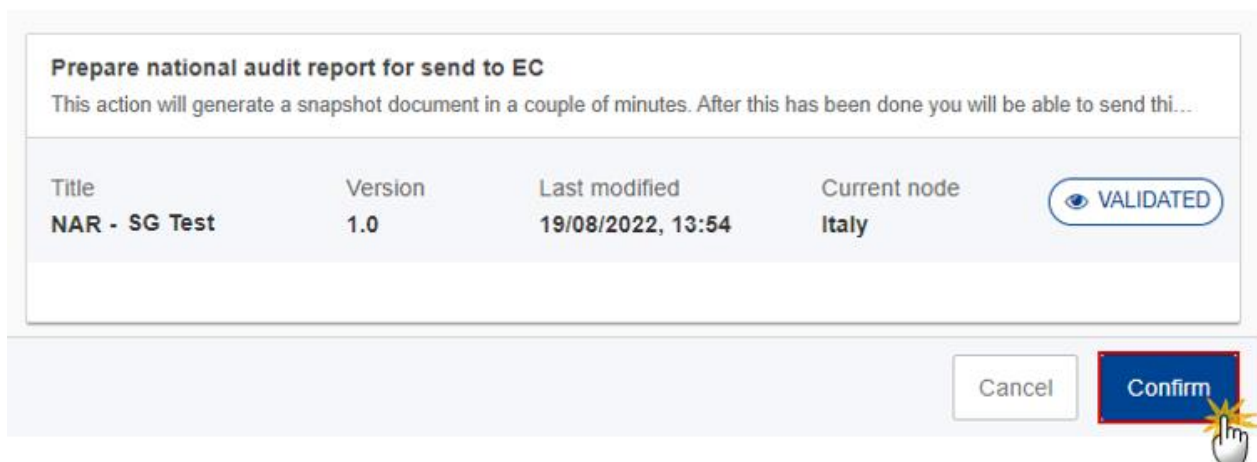 Prepare national audit report for send to EC
This action will generate a snapshot document in a couple of minutes. After this has been done you will be able to send thi...
Title Version Last modified Current node VALIDATED
NAR - SG Test 1.0 19/08/2022, 13:54 Italy
Cancel Confirm